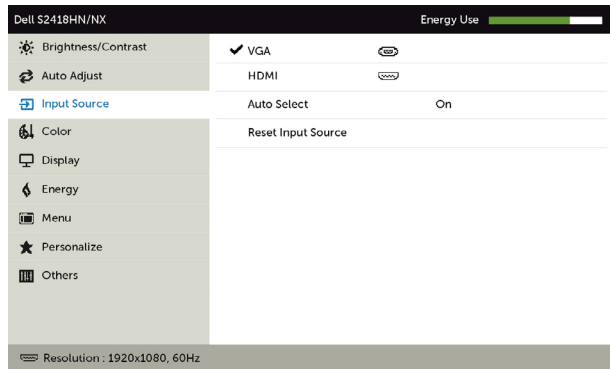 Dell S2418HN/NX Energy Use
Brightness/Contrast
Auto Adjust
Input Source
Color
Display
Energy
Menu
Personalize
Others
VGA
HDMI
Auto Select On
Reset Input Source
Resolution : 1920x1080, 60Hz